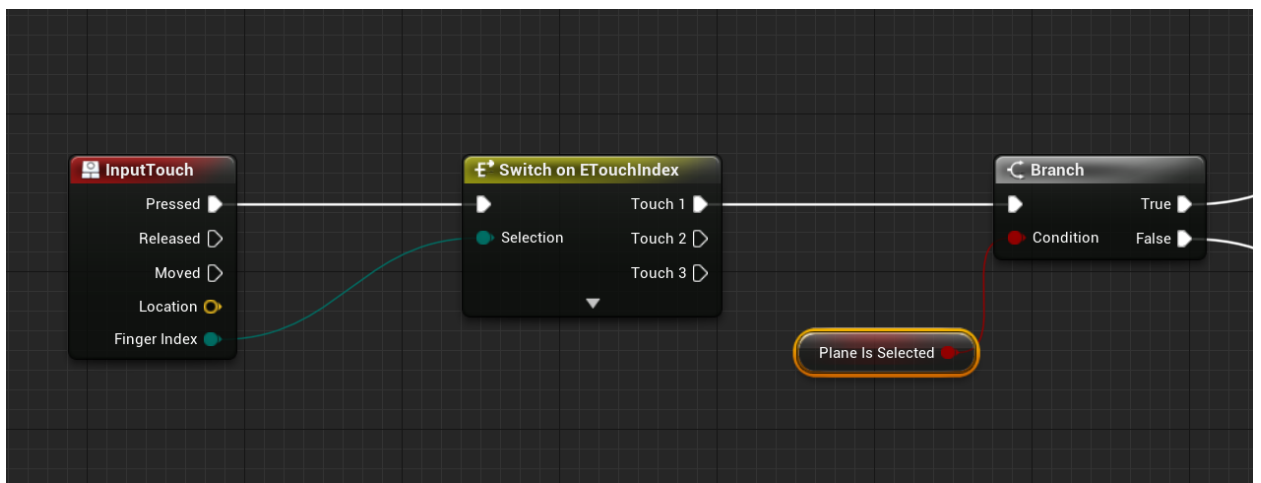 InputTouch
Pressed
Released
Moved
Location
Finger Index
Switch on ETouchIndex
Selection
Touch 1
Touch 2
Touch 3
Branch
Condition
True
False
Plane Is Selected